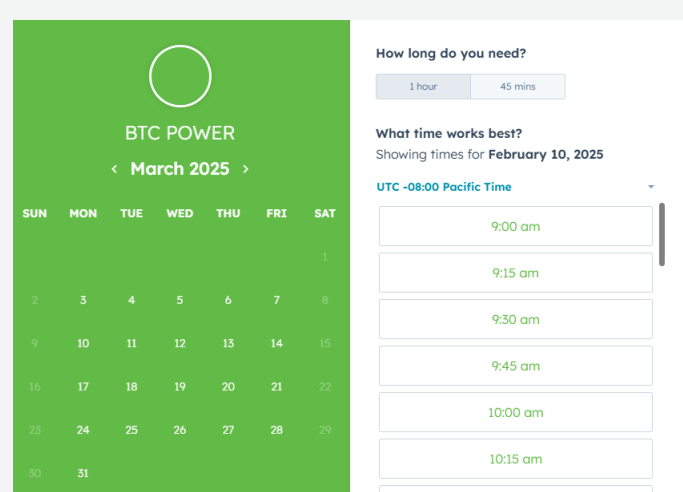 BTC POWER
‹ March 2025 ›
SUN MON TUE WED THU FRI SAT
1
2 3 4 5 6 7 8
9 10 11 12 13 14 15
16 17 18 19 20 21 22
23 24 25 26 27 28 29
30 31
How long do you need?
1 hour 45 mins
What time works best?
Showing times for February 10, 2025
UTC -08:00 Pacific Time
9:00 am
9:15 am
9:30 am
9:45 am
10:00 am
10:15 am